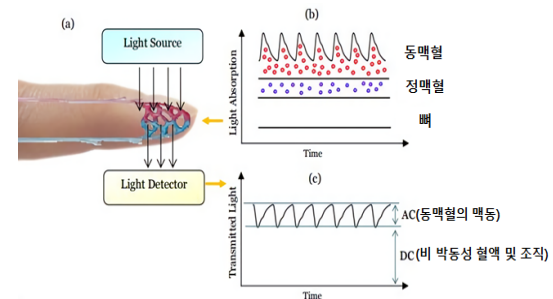 (a)
Light Source
Light Detector
(b)
Light Absorption
동맥혈
정맥혈
뼈
Time
(c)
Transmitted Light
AC(동맥혈의 맥동)
DC(비 박동성 혈액 및 조직)
Time